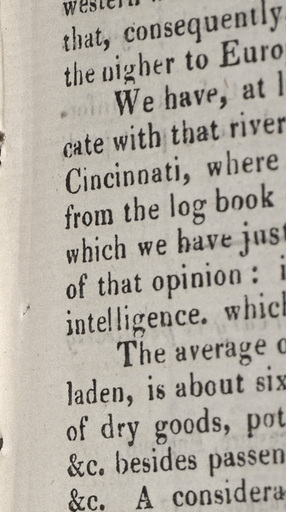 western
that, consequently
the nigher to Euro
We have, at l
cate with that river
Cincinnati, where
from the log book
which we have just
of that opinion : i
intelligence. which
The average o
laden, is about six
of dry goods, pot
&c. besides passen
&c. A considera